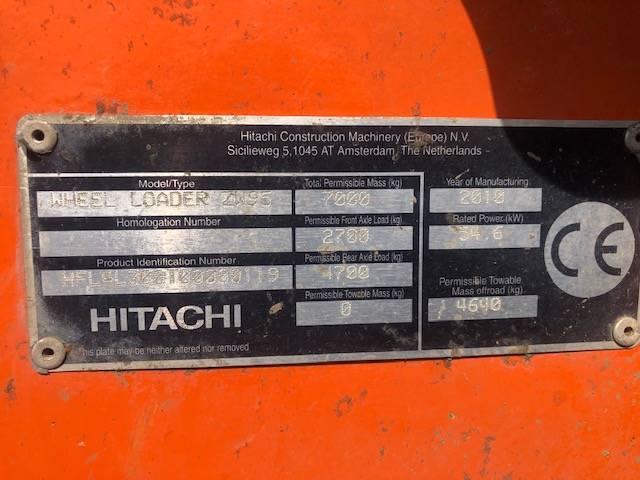 Hitachi Construction Machinery (Europe) N.V.
Sicilieweg 5,1045 AT Amsterdam, The Netherlands
Model/Type
WHEEL LOADER ZW95
Total Permissible Mass (kg)
7000
Year of Manufacturing
2010
Homologation Number
Permissible Front Axle Load (kg)
2700
Rated Power (kW)
54.6
Product Identification Number
Permissible Rear Axle Load (kg)
4700
Permissible Towable Mass (kg)
0
Permissible Towable
Mass offroad (kg)
4640
CE
HITACHI
This plate may be neither altered nor removed